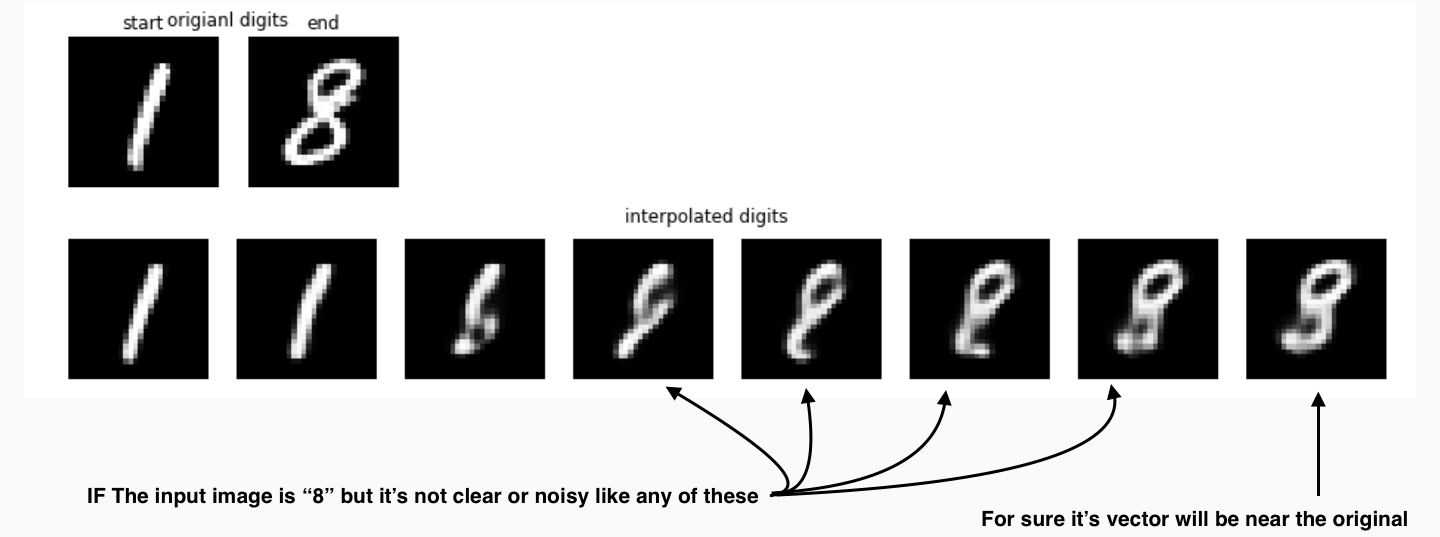 start origianl digits end
interpolated digits
IF The input image is “8” but it’s not clear or noisy like any of these
For sure it’s vector will be near the original